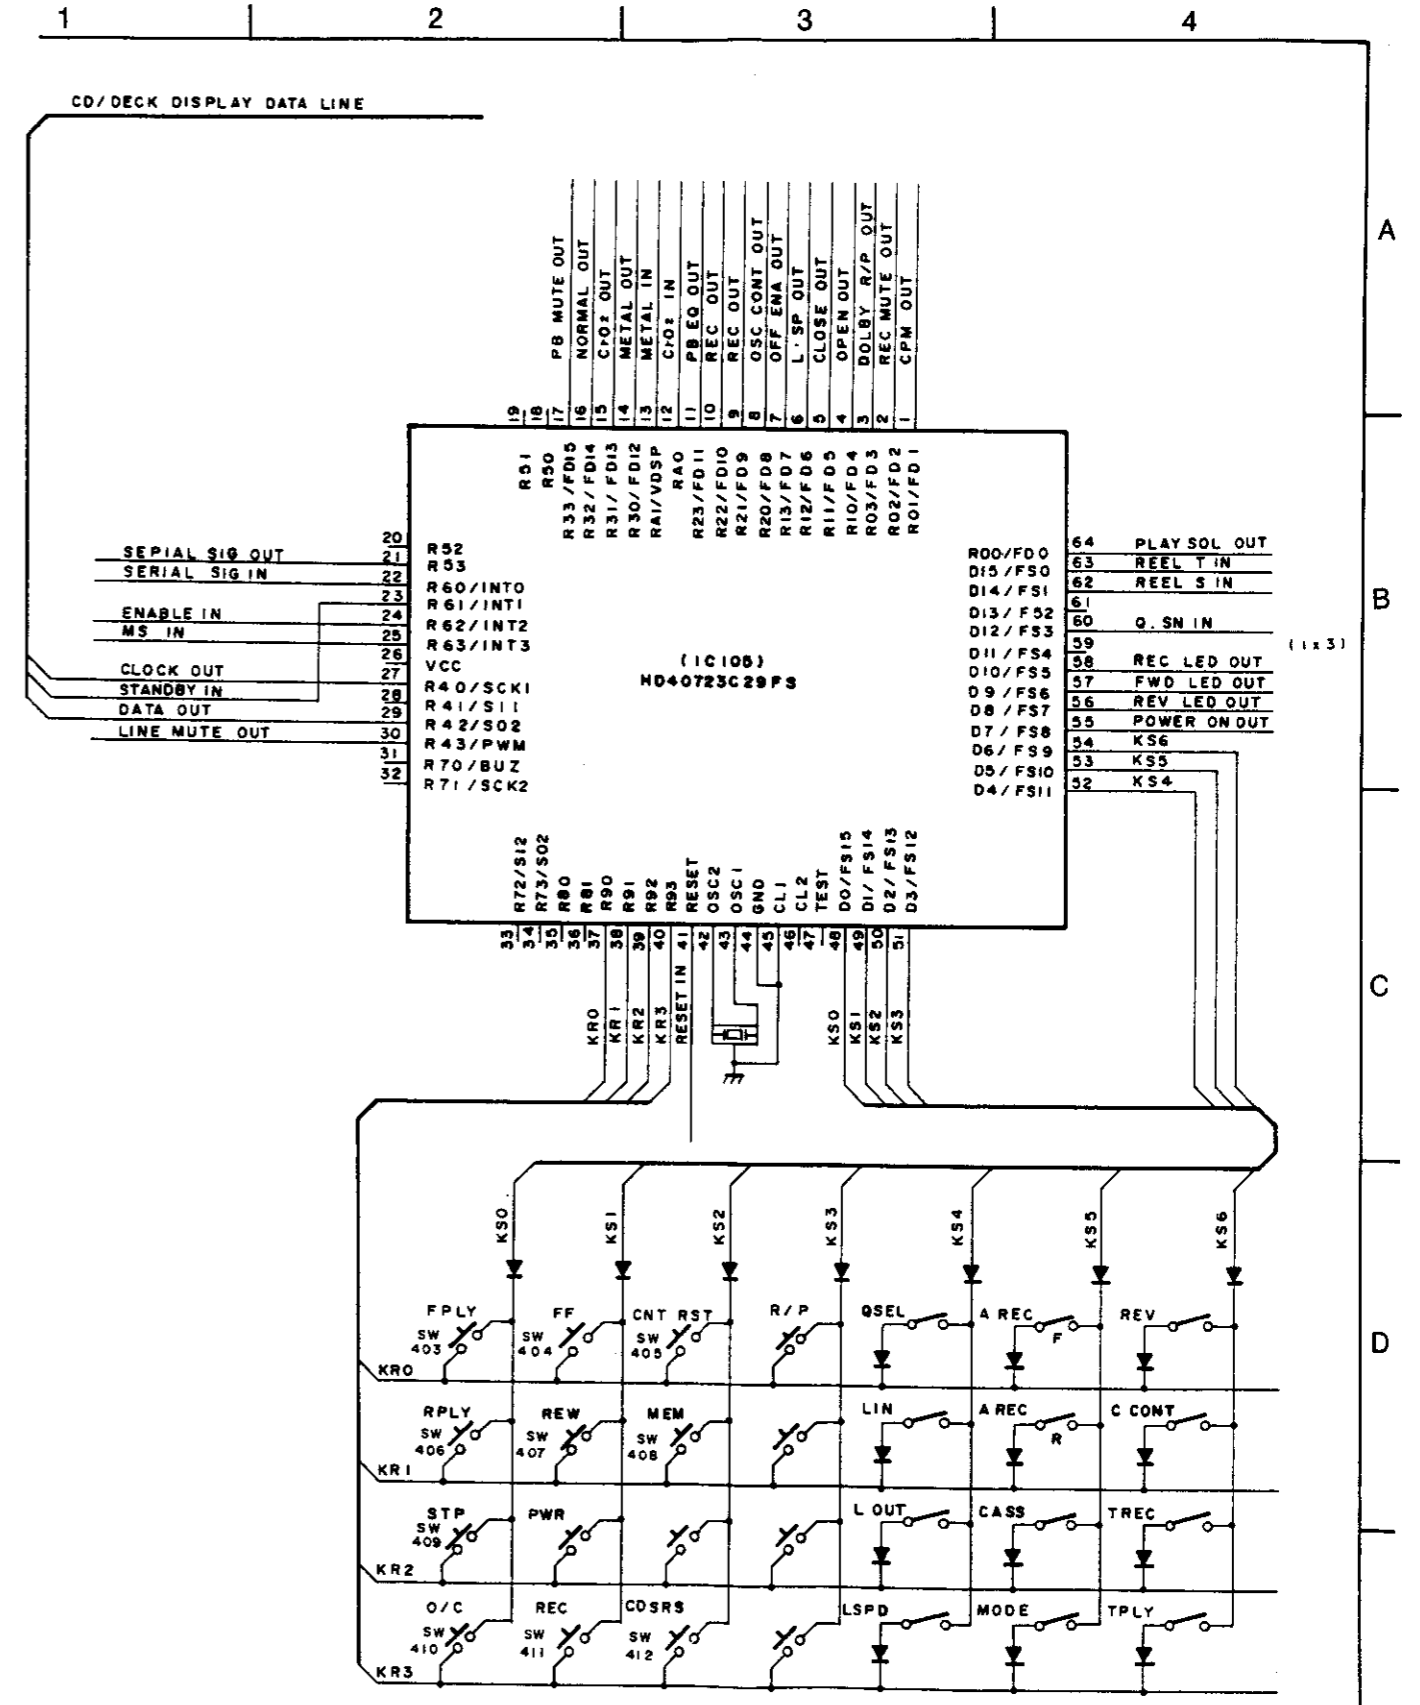 1 2 3 4
CD/DECK DISPLAY DATA LINE
A
PB MUTE OUT
NORMAL OUT
CrO2 OUT
METAL OUT
METAL IN
CrO2 IN
PB EQ OUT
REC OUT
REC OUT
OSC CONT OUT
OFF ENA OUT
L·SP OUT
CLOSE OUT
OPEN OUT
DOLBY R/P OUT
REC MUTE OUT
CPM OUT
19 18 17 16 15 14 13 12 11 10 9 8 7 6 5 4 3 2 1
R51
R50
R33/FD15
R32/FD14
R31/FD13
R30/FD12
RA1/VDSP
RA0
R23/FD11
R22/FD10
R21/FD9
R20/FD8
R13/FD7
R12/FD6
R11/FD5
R10/FD4
R03/FD3
R02/FD2
R01/FD1
B
20 R52
SEPIAL SIG OUT 21 R53
SERIAL SIG IN 22 R60/INT0
23 R61/INT1
ENABLE IN 24 R62/INT2
MS IN 25 R63/INT3
26 VCC
CLOCK OUT 27 R40/SCK1
STANDBY IN 28 R41/SI1
DATA OUT 29 R42/SO2
LINE MUTE OUT 30 R43/PWM
31 R70/BUZ
32 R71/SCK2
(IC105)
HD40723C29FS
R00/FD0 64 PLAY SOL OUT
D15/FS0 63 REEL T IN
D14/FS1 62 REEL S IN
D13/FS2 61
D12/FS3 60 Q.SN IN
D11/FS4 59
(1x3)
D10/FS5 58 REC LED OUT
D9/FS6 57 FWD LED OUT
D8/FS7 56 REV LED OUT
D7/FS8 55 POWER ON OUT
D6/FS9 54 KS6
D5/FS10 53 KS5
D4/FS11 52 KS4
R72/SI2
R73/SO2
R80
R81
R90
R91
R92
R93
RESET
OSC2
OSC1
GND
CL1
CL2
TEST
D0/FS15
D1/FS14
D2/FS13
D3/FS12
33 34 35 36 37 38 39 40 41 42 43 44 45 46 47 48 49 50 51
C
KR0
KR1
KR2
KR3
RESET IN
KS0
KS1
KS2
KS3
KS0 KS1 KS2 KS3 KS4 KS5 KS6
D
FPLY FF CNT RST R/P QSEL A REC REV
SW 403 SW 404 SW 405 F
KR0
RPLY REW MEM LIN A REC C CONT
SW 406 SW 407 SW 408 R
KR1
STP PWR L OUT CASS TREC
SW 409
KR2
O/C REC CDSRS LSPD MODE TPLY
SW 410 SW 411 SW 412
KR3